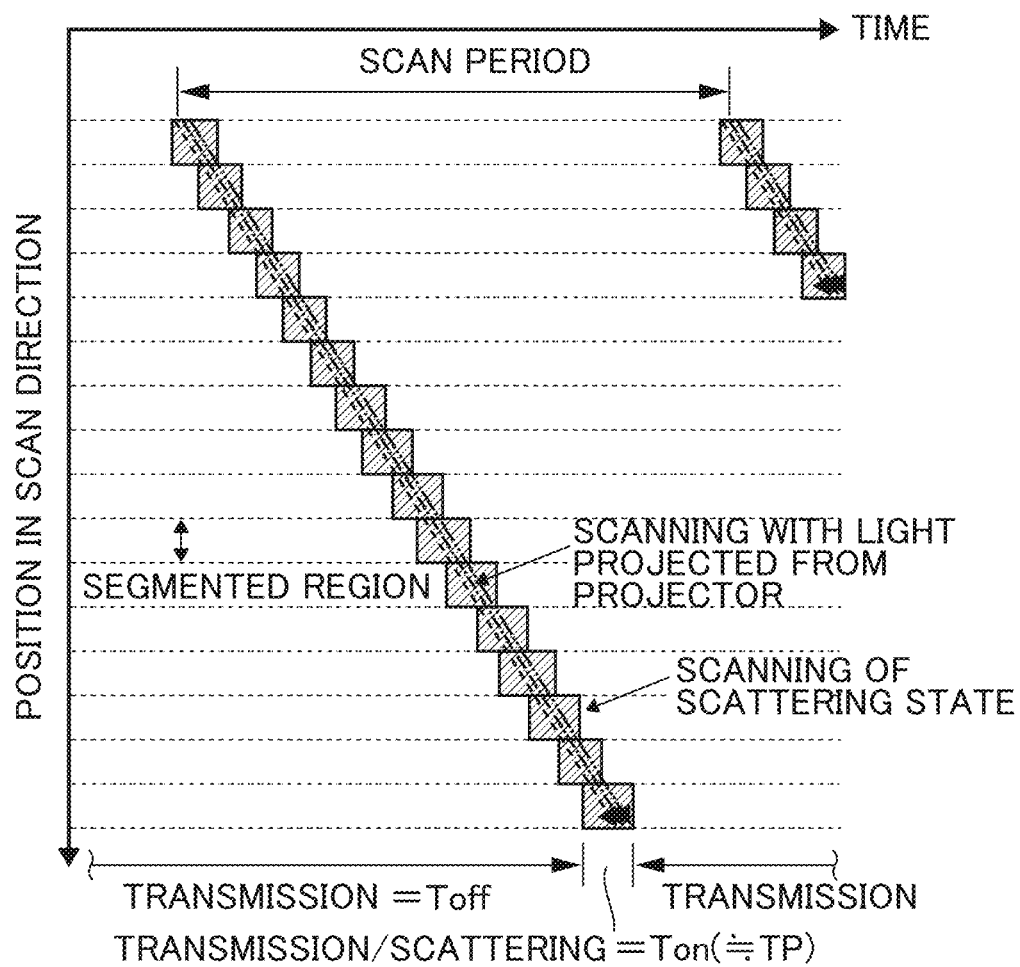 TIME
SCAN PERIOD
POSITION IN SCAN DIRECTION
SEGMENTED REGION
SCANNING WITH LIGHT
PROJECTED FROM
PROJECTOR
SCANNING OF
SCATTERING STATE
TRANSMISSION =Toff
TRANSMISSION
TRANSMISSION/SCATTERING =Ton(≒TP)